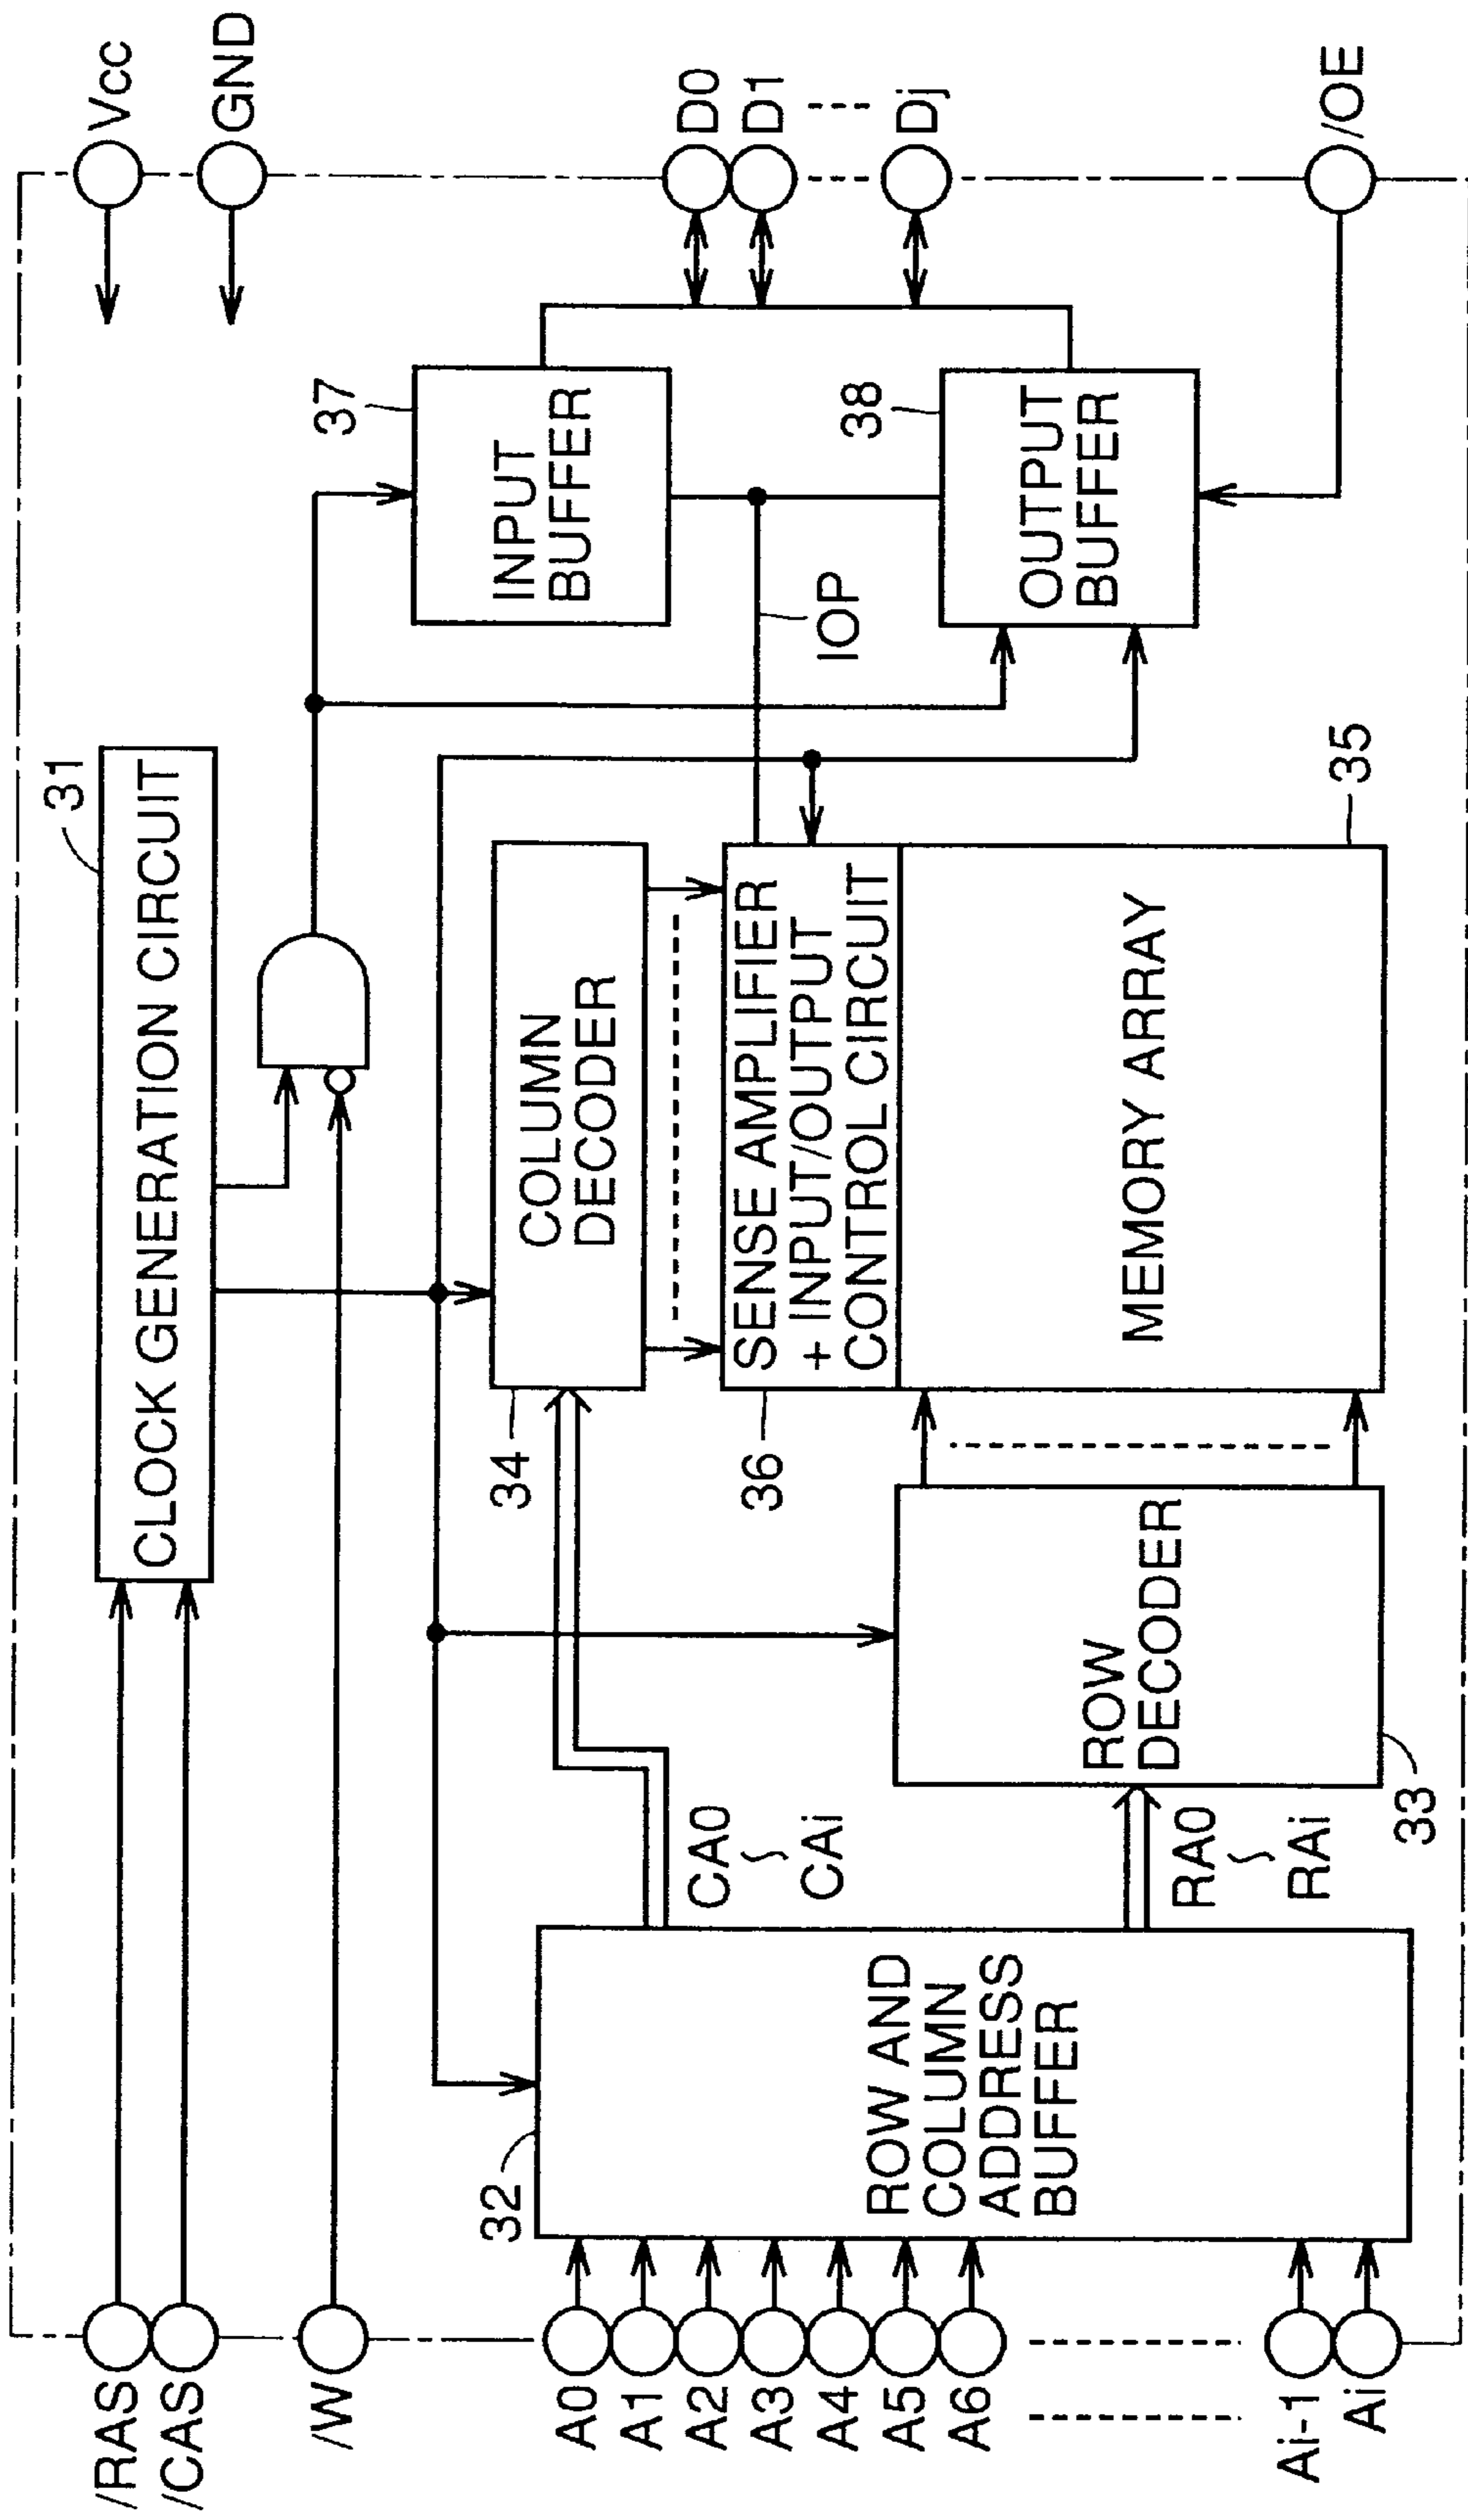 /RAS
/CAS
/W
A0
A1
A2
A3
A4
A5
A6
Ai-1
Ai
31
CLOCK GENERATION CIRCUIT
32
ROW AND
COLUMN
ADDRESS
BUFFER
CA0
CAi
RA0
RAi
33
ROW
DECODER
34
COLUMN
DECODER
36
SENSE AMPLIFIER
+ INPUT/OUTPUT
CONTROL CIRCUIT
MEMORY ARRAY
35
IOP
37
INPUT
BUFFER
38
OUTPUT
BUFFER
Vcc
GND
D0
D1
Dj
/OE